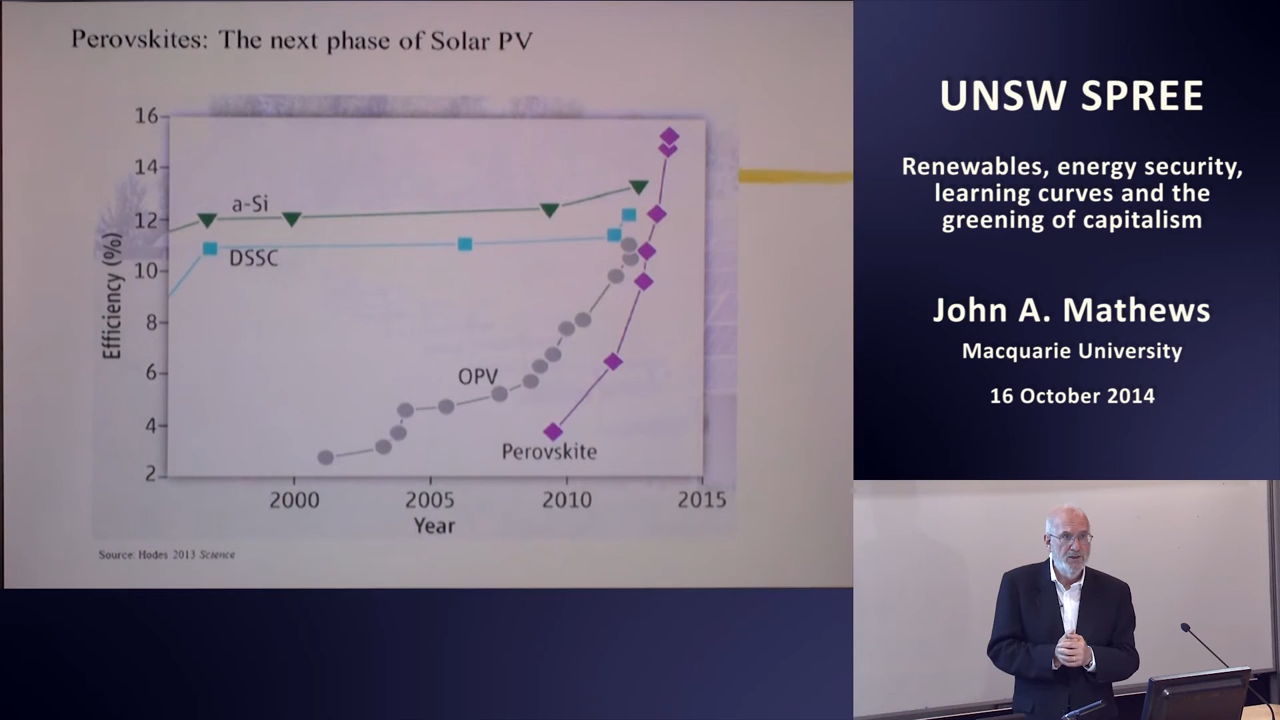 Perovskites: The next phase of Solar PV
16
14
12
10
8
6
4
2
Efficiency (%)
a-Si
DSSC
OPV
Perovskite
2000
2005
2010
2015
Year
Source: Hodes 2013 Science
UNSW SPREE
Renewables, energy security,
learning curves and the
greening of capitalism
John A. Mathews
Macquarie University
16 October 2014